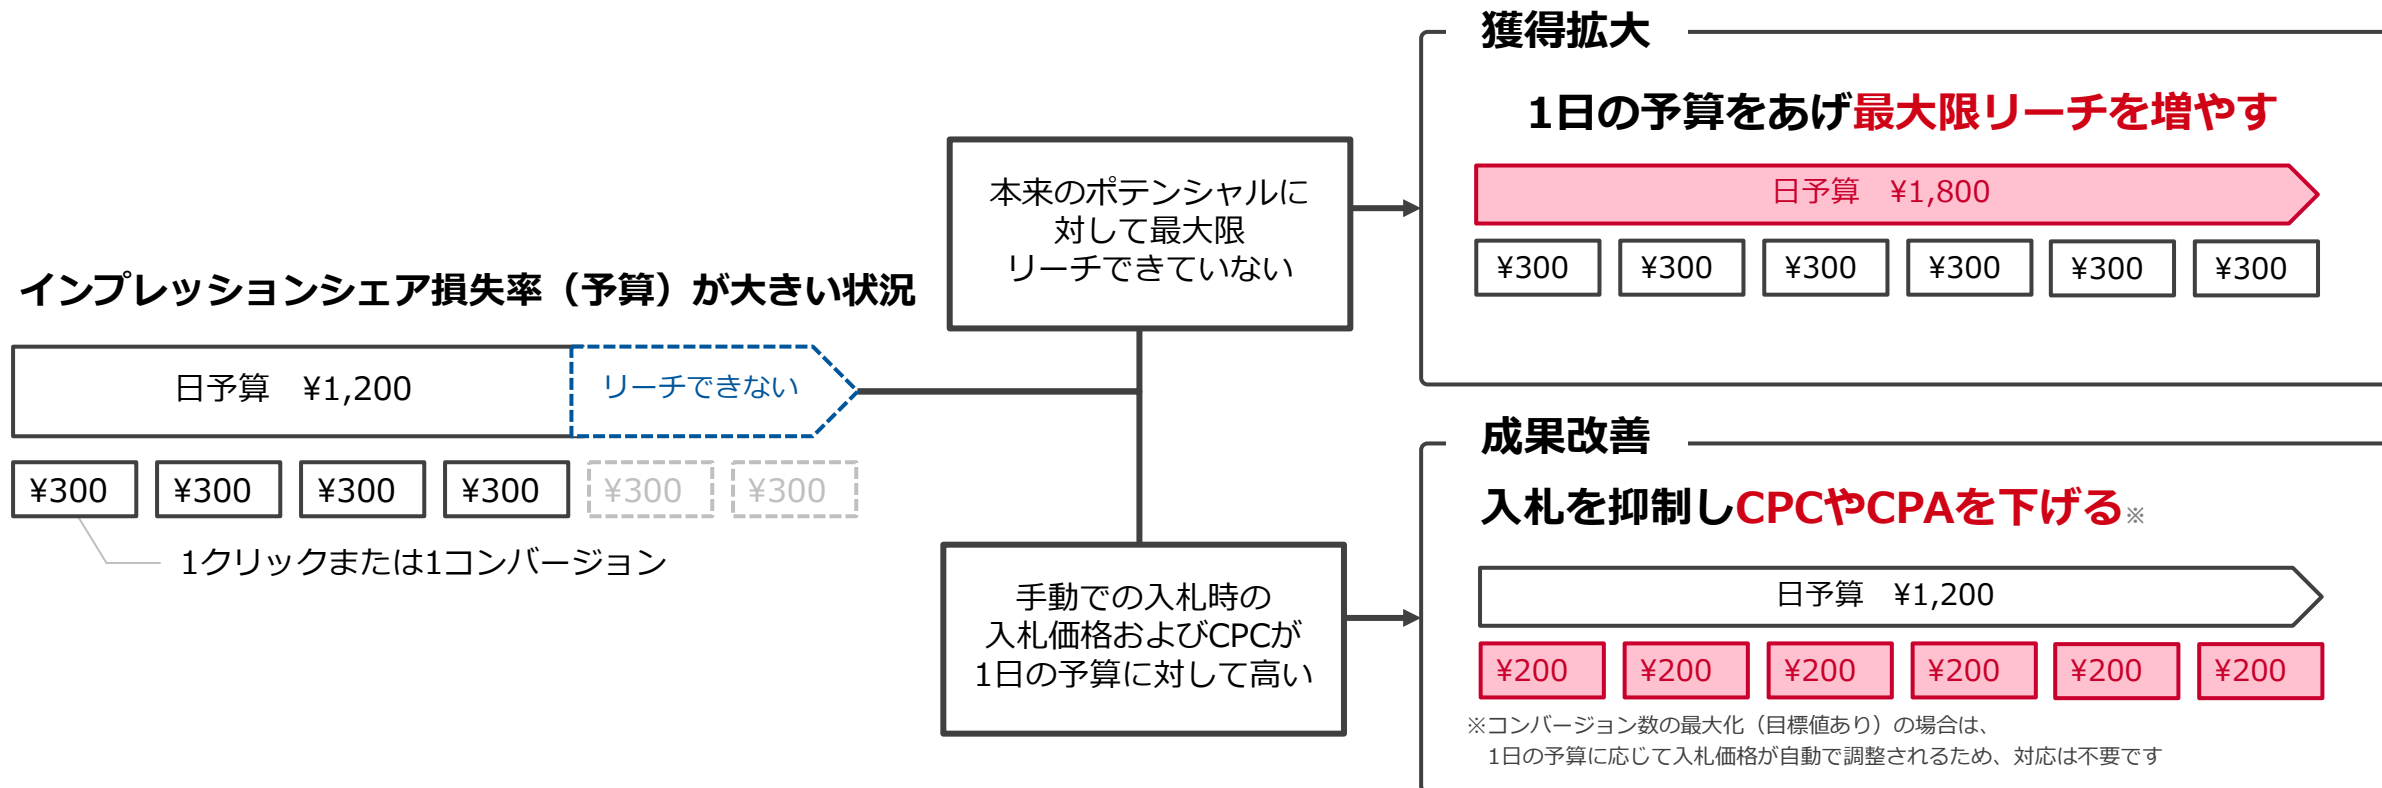 インプレッションシェア損失率（予算）が大きい状況
日予算　¥1,200
リーチできない
¥300
¥300
¥300
¥300
¥300
¥300
1クリックまたは1コンバージョン
本来のポテンシャルに
対して最大限
リーチできていない
手動での入札時の
入札価格およびCPCが
1日の予算に対して高い
獲得拡大
1日の予算をあげ最大限リーチを増やす
日予算　¥1,800
¥300
¥300
¥300
¥300
¥300
¥300
成果改善
入札を抑制しCPCやCPAを下げる※
日予算　¥1,200
¥200
¥200
¥200
¥200
¥200
¥200
※コンバージョン数の最大化（目標値あり）の場合は、
1日の予算に応じて入札価格が自動で調整されるため、対応は不要です